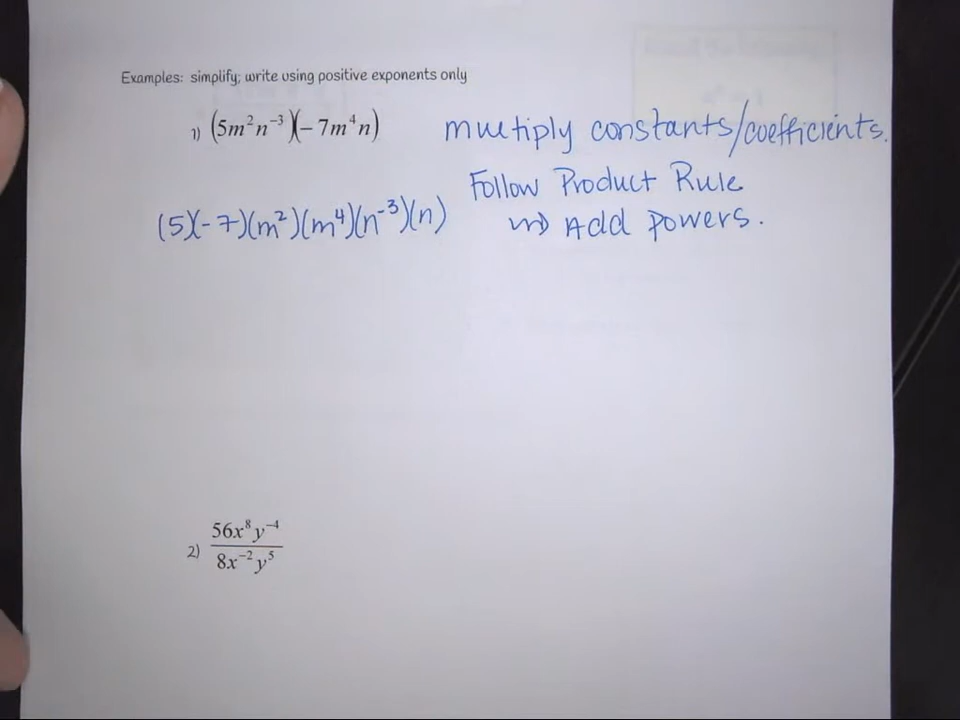 Examples: simplify; write using positive exponents only
1) (5m²n⁻³)(– 7m⁴n)
multiply constants/coefficients.
Follow Product Rule
(5)(-7)(m²)(m⁴)(n⁻³)(n)
⇝ Add powers.
2) 56x⁸y⁻⁴
8x⁻²y⁵